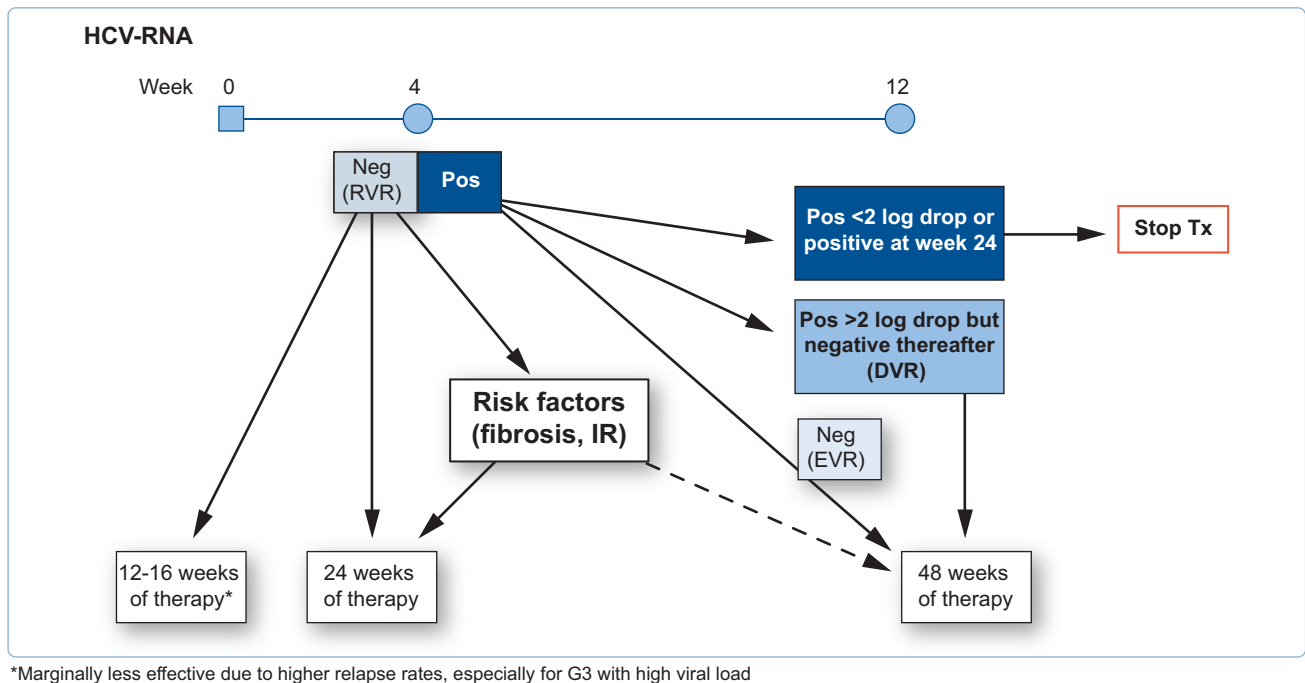 HCV-RNA
Week 0 4 12
Neg
(RVR)
Pos
Pos <2 log drop or
positive at week 24
Stop Tx
Pos >2 log drop but
negative thereafter
(DVR)
Risk factors
(fibrosis, IR)
Neg
(EVR)
12-16 weeks
of therapy*
24 weeks
of therapy
48 weeks
of therapy
*Marginally less effective due to higher relapse rates, especially for G3 with high viral load